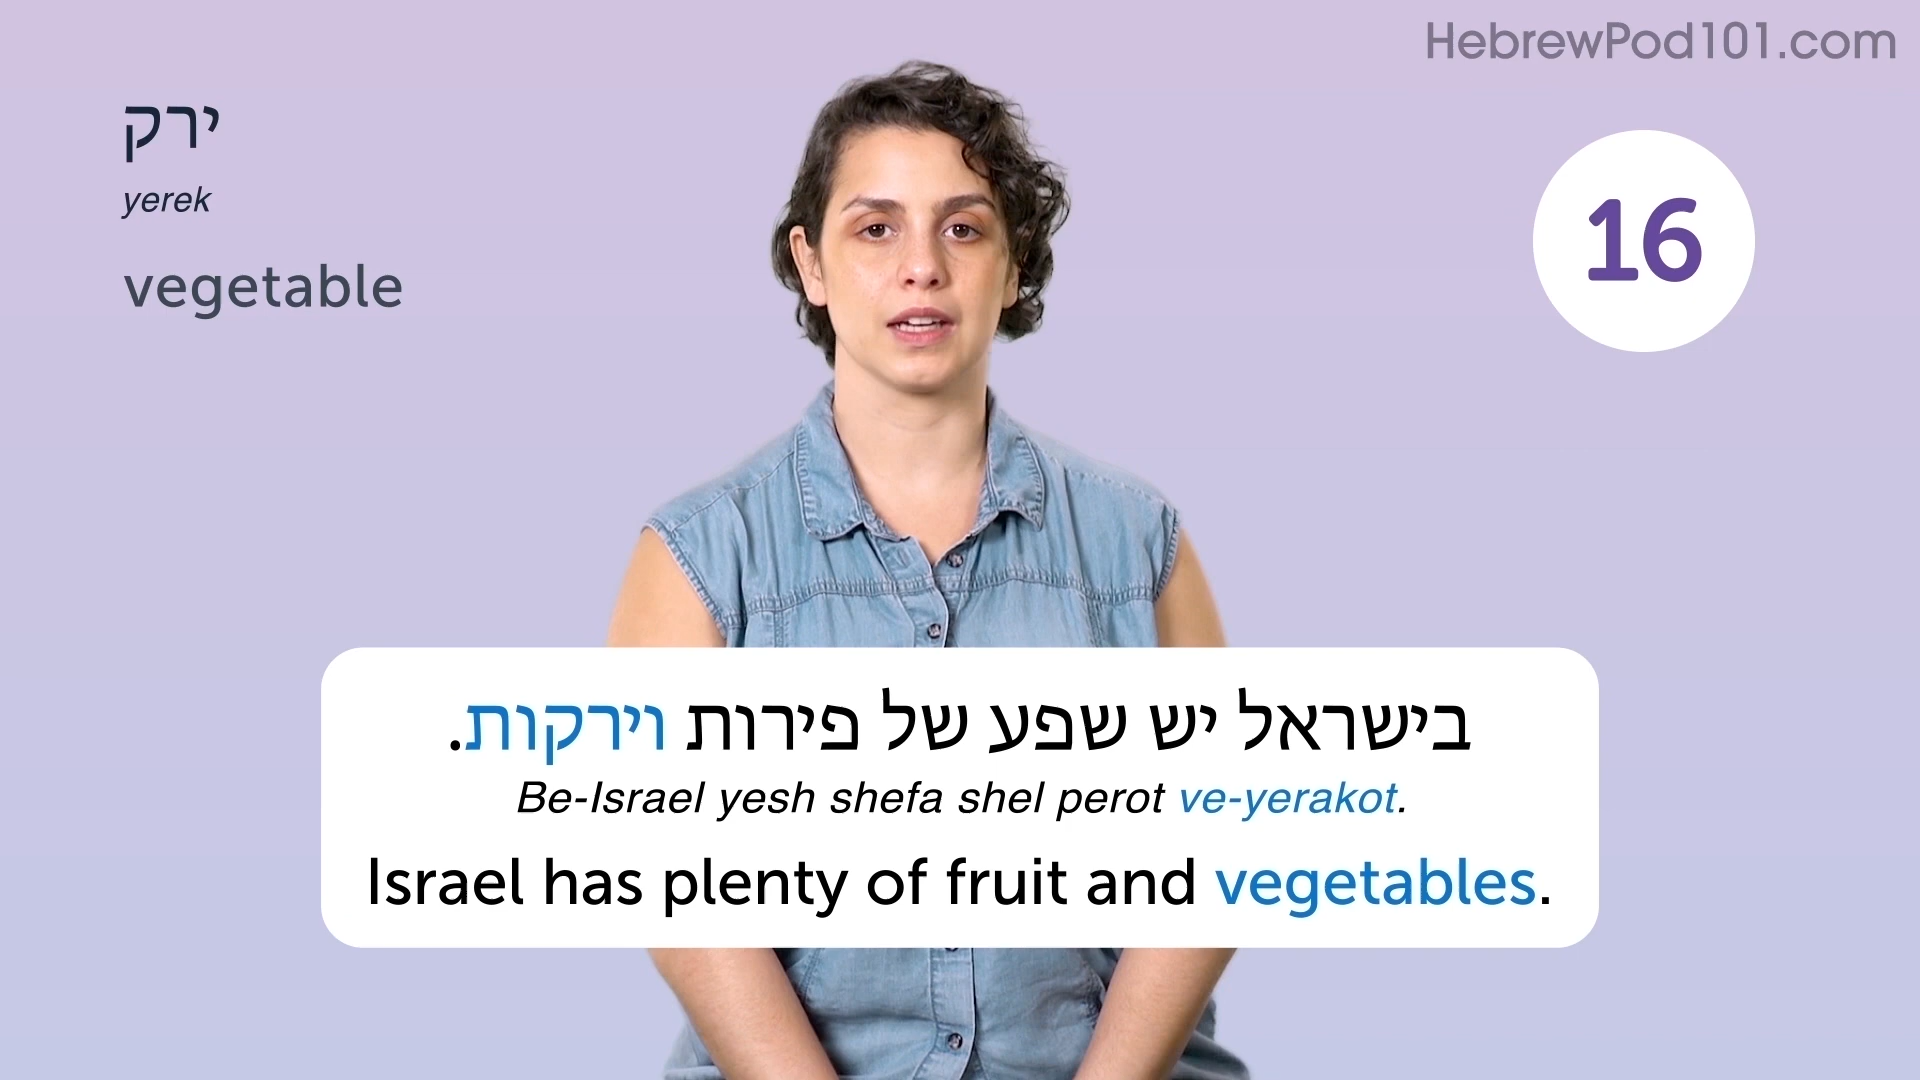 HebrewPod101.com
ירק
yerek
vegetable
16
בישראל יש שפע של פירות וירקות.
Be-Israel yesh shefa shel perot ve-yerakot.
Israel has plenty of fruit and vegetables.